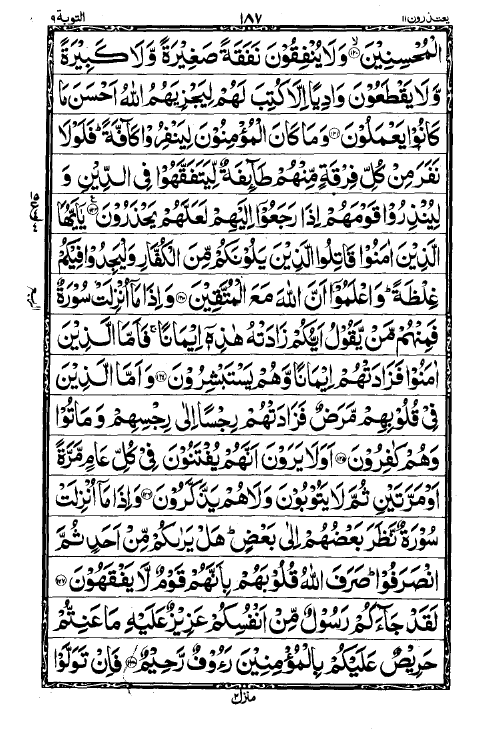 يعتذرون ١١ ١٨٧ التوبة ٩
الْمُحْسِنِيْنَ ﴿١٢٠﴾ وَلَا يُنْفِقُوْنَ نَفَقَةً صَغِيْرَةً وَّلَا كَبِيْرَةً
وَّلَا يَقْطَعُوْنَ وَادِيًا اِلَّا كُتِبَ لَهُمْ لِيَجْزِيَهُمُ اللّٰهُ اَحْسَنَ مَا
كَانُوْا يَعْمَلُوْنَ ﴿١٢١﴾ وَمَا كَانَ الْمُؤْمِنُوْنَ لِيَنْفِرُوْا كَآفَّةً ؕ فَلَوْلَا
نَفَرَ مِنْ كُلِّ فِرْقَةٍ مِّنْهُمْ طَآئِفَةٌ لِّيَتَفَقَّهُوْا فِى الدِّيْنِ وَ
لِيُنْذِرُوْا قَوْمَهُمْ اِذَا رَجَعُوْٓا اِلَيْهِمْ لَعَلَّهُمْ يَحْذَرُوْنَ ﴿١٢٢﴾ يٰٓاَيُّهَا
الَّذِيْنَ اٰمَنُوْا قَاتِلُوا الَّذِيْنَ يَلُوْنَكُمْ مِّنَ الْكُفَّارِ وَلْيَجِدُوْا فِيْكُمْ
غِلْظَةً ؕ وَاعْلَمُوْٓا اَنَّ اللّٰهَ مَعَ الْمُتَّقِيْنَ ﴿١٢٣﴾ وَاِذَا مَآ اُنْزِلَتْ سُوْرَةٌ
فَمِنْهُمْ مَّنْ يَّقُوْلُ اَيُّكُمْ زَادَتْهُ هٰذِهٖٓ اِيْمَانًا ۚ فَاَمَّا الَّذِيْنَ
اٰمَنُوْا فَزَادَتْهُمْ اِيْمَانًا وَّهُمْ يَسْتَبْشِرُوْنَ ﴿١٢٤﴾ وَاَمَّا الَّذِيْنَ
فِىْ قُلُوْبِهِمْ مَّرَضٌ فَزَادَتْهُمْ رِجْسًا اِلٰى رِجْسِهِمْ وَمَاتُوْا
وَهُمْ كٰفِرُوْنَ ﴿١٢٥﴾ اَوَلَا يَرَوْنَ اَنَّهُمْ يُفْتَنُوْنَ فِىْ كُلِّ عَامٍ مَّرَّةً
اَوْ مَرَّتَيْنِ ثُمَّ لَا يَتُوْبُوْنَ وَلَا هُمْ يَذَّكَّرُوْنَ ﴿١٢٦﴾ وَاِذَا مَآ اُنْزِلَتْ
سُوْرَةٌ نَّظَرَ بَعْضُهُمْ اِلٰى بَعْضٍ ؕ هَلْ يَرٰىكُمْ مِّنْ اَحَدٍ ثُمَّ
انْصَرَفُوْا ؕ صَرَفَ اللّٰهُ قُلُوْبَهُمْ بِاَنَّهُمْ قَوْمٌ لَّا يَفْقَهُوْنَ ﴿١٢٧﴾
لَقَدْ جَآءَكُمْ رَسُوْلٌ مِّنْ اَنْفُسِكُمْ عَزِيْزٌ عَلَيْهِ مَا عَنِتُّمْ
حَرِيْصٌ عَلَيْكُمْ بِالْمُؤْمِنِيْنَ رَءُوْفٌ رَّحِيْمٌ ﴿١٢٨﴾ فَاِنْ تَوَلَّوْا
منزل ٢